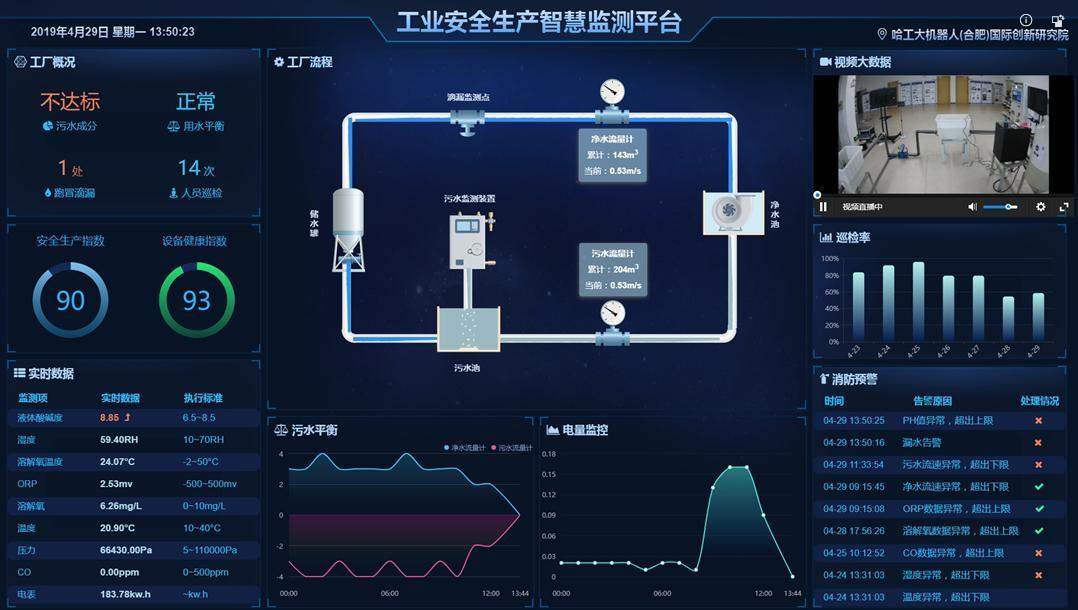 工业安全生产智慧监测平台
2019年4月29日 星期一 13:50:23
哈工大机器人(合肥)国际创新研究院
工厂概况
不达标
正常
污水成分
用水平衡
1处
14次
跑冒滴漏
人员巡检
安全生产指数
设备健康指数
90
93
实时数据
监测项 实时数据 执行标准
液体酸碱度 8.85 6.5~8.5
湿度 59.40RH 10~70RH
溶解氧温度 24.07°C -2~50°C
ORP 2.53mv -500~500mv
溶解氧 6.26mg/L 0~10mg/L
温度 20.90°C 10~40°C
压力 66430.00Pa 5~110000Pa
CO 0.00ppm 0~500ppm
电表 183.78kw.h ~kw.h
工厂流程
滴漏监测点
净水流量计
累计：143m³
当前：0.53m/s
储水罐
污水监测装置
净水池
污水流量计
累计：204m³
当前：0.53m/s
污水池
污水平衡
净水流量计 污水流量计
4
2
0
-2
-4
00:00 06:00 12:00 13:44
电量监控
0.18
0.15
0.12
0.09
0.06
0.03
0
00:00 06:00 12:00 13:44
视频大数据
视频直播中
巡检率
100%
80%
60%
40%
20%
0%
4-23 4-24 4-25 4-26 4-27 4-28 4-29
消防预警
时间 告警原因 处理情况
04-29 13:50:25 PH值异常，超出上限
04-29 13:50:16 漏水告警
04-29 11:33:54 污水流速异常，超出下限
04-29 09:15:45 净水流速异常，超出下限
04-29 09:15:08 ORP数据异常，超出上限
04-28 17:56:26 溶解氧数据异常，超出上限
04-25 10:12:52 CO数据异常，超出上限
04-24 13:31:03 湿度异常，超出下限
04-24 13:31:03 温度异常，超出下限